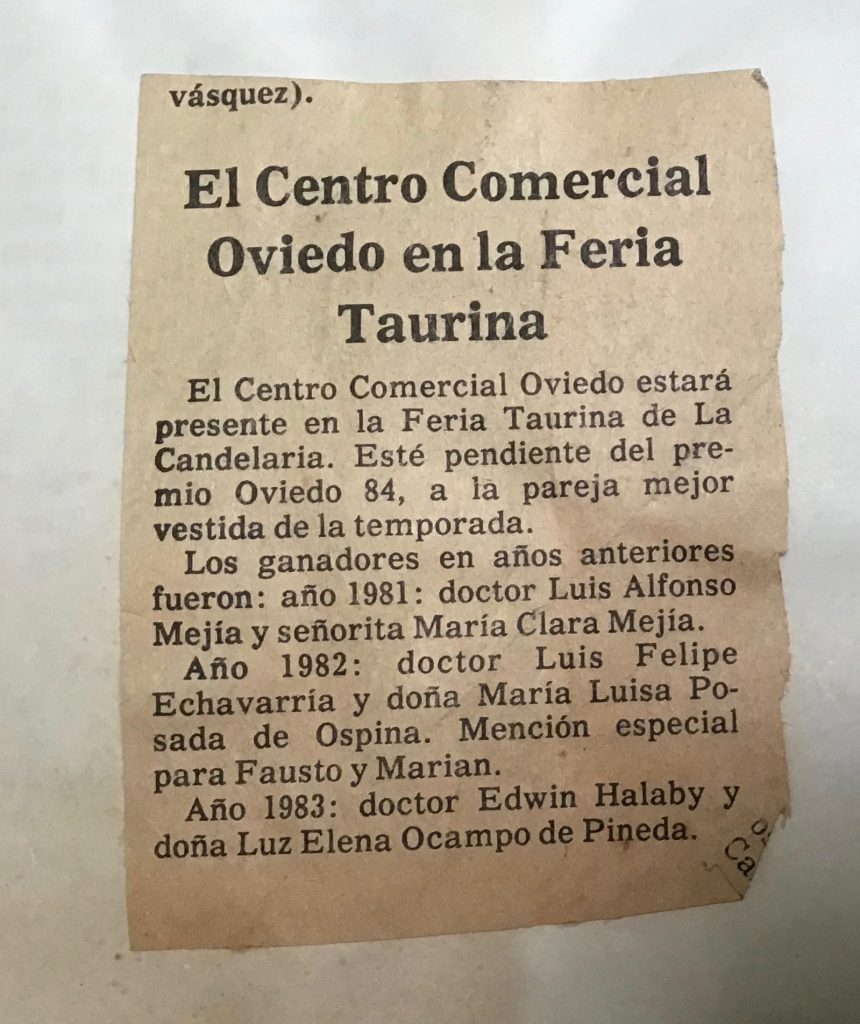 vásquez).
El Centro Comercial
Oviedo en la Feria
Taurina
El Centro Comercial Oviedo estará
presente en la Feria Taurina de La
Candelaria. Esté pendiente del pre-
mio Oviedo 84, a la pareja mejor
vestida de la temporada.
Los ganadores en años anteriores
fueron: año 1981: doctor Luis Alfonso
Mejía y señorita María Clara Mejía.
Año 1982: doctor Luis Felipe
Echavarría y doña María Luisa Po-
sada de Ospina. Mención especial
para Fausto y Marian.
Año 1983: doctor Edwin Halaby y
doña Luz Elena Ocampo de Pineda.
Ca